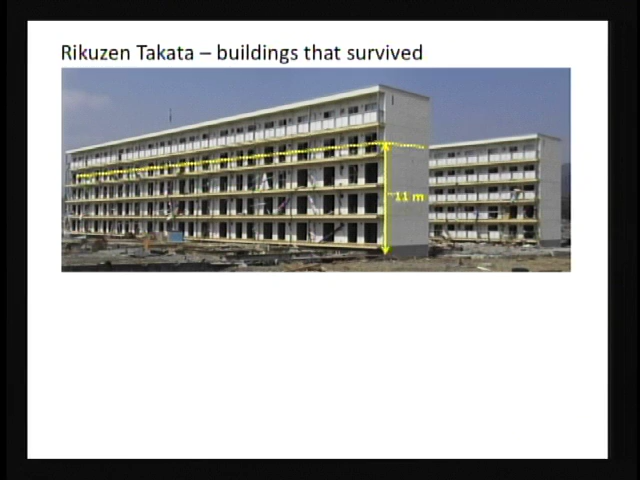 Rikuzen Takata – buildings that survived
~11 m